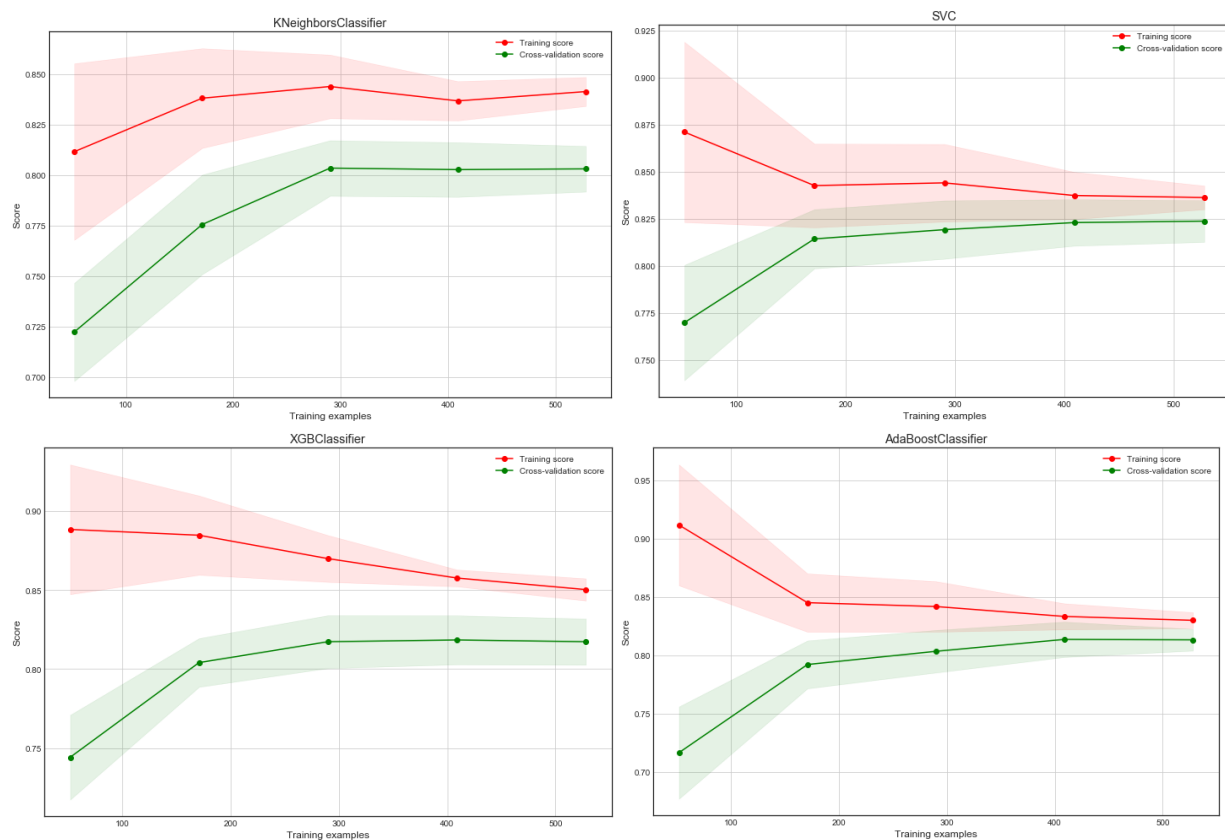 KNeighborsClassifier
Training score
Cross-validation score
0.850
0.825
0.800
0.775
0.750
0.725
0.700
Score
100 200 300 400 500
Training examples
SVC
Training score
Cross-validation score
0.925
0.900
0.875
0.850
0.825
0.800
0.775
0.750
Score
100 200 300 400 500
Training examples
XGBClassifier
Training score
Cross-validation score
0.90
0.85
0.80
0.75
Score
100 200 300 400 500
Training examples
AdaBoostClassifier
Training score
Cross-validation score
0.95
0.90
0.85
0.80
0.75
0.70
Score
100 200 300 400 500
Training examples